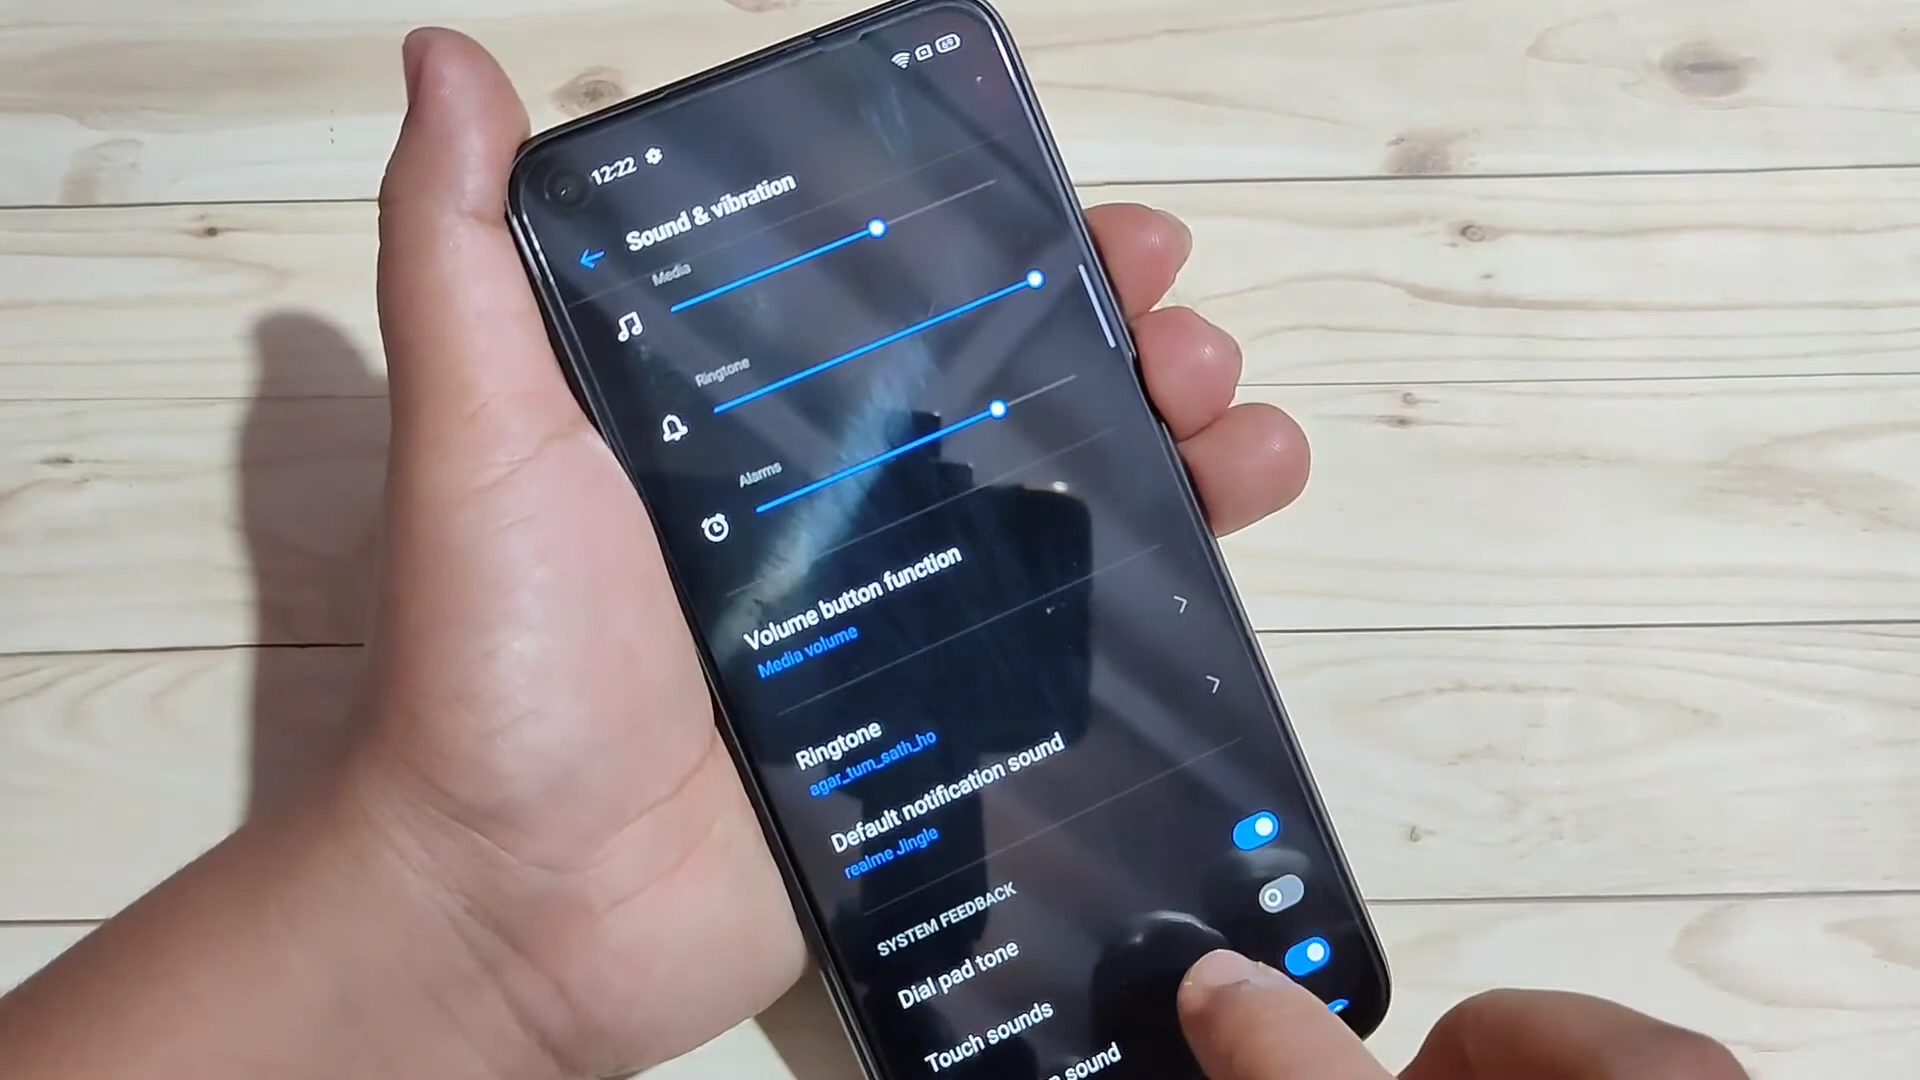 12:22
69
Sound & vibration
Media
Ringtone
Alarms
Volume button function
Media volume
Ringtone
agar_tum_sath_ho
Default notification sound
realme Jingle
SYSTEM FEEDBACK
Dial pad tone
Touch sounds
sound